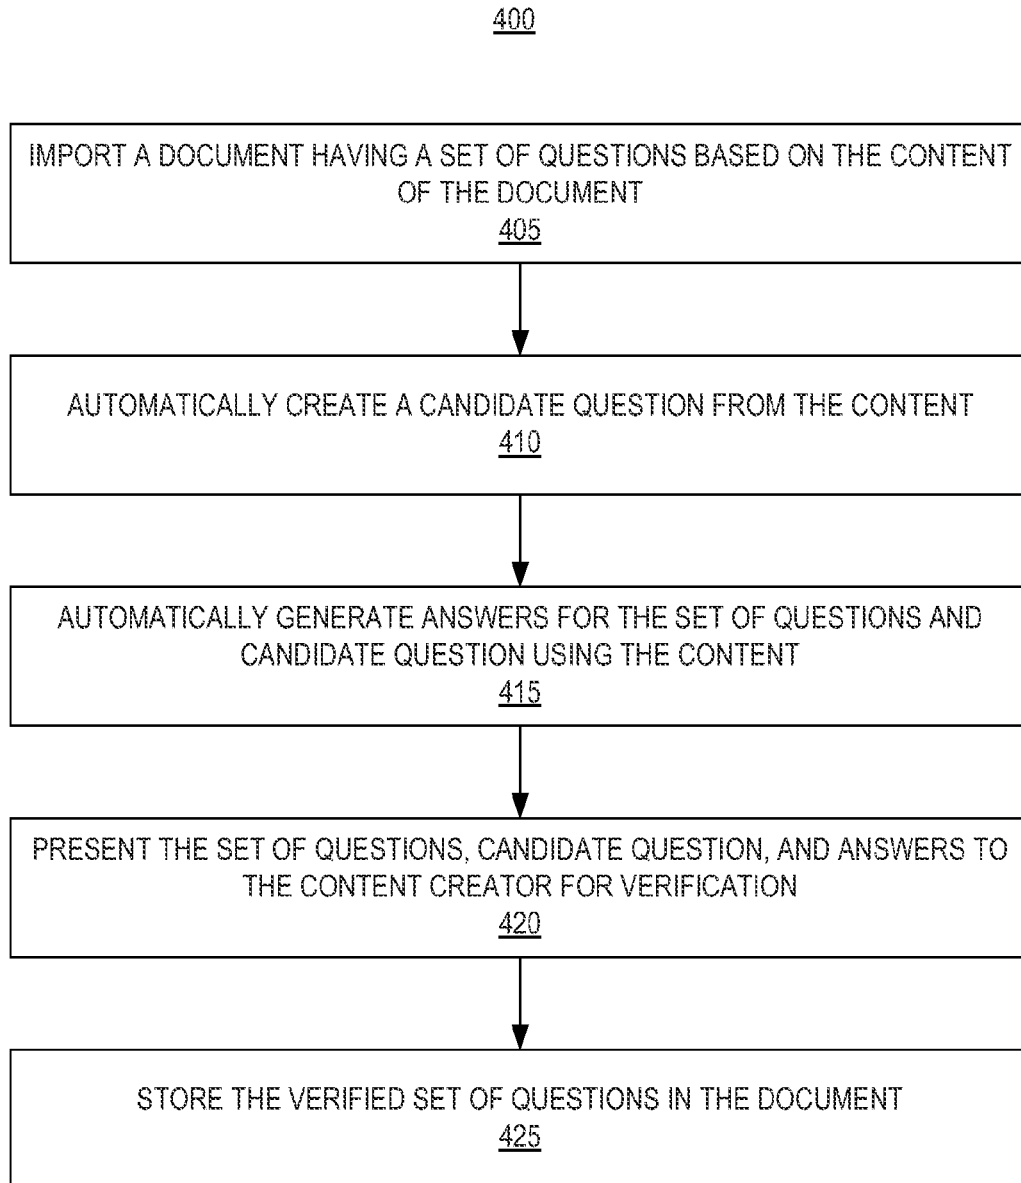 400
IMPORT A DOCUMENT HAVING A SET OF QUESTIONS BASED ON THE CONTENT
OF THE DOCUMENT
405
AUTOMATICALLY CREATE A CANDIDATE QUESTION FROM THE CONTENT
410
AUTOMATICALLY GENERATE ANSWERS FOR THE SET OF QUESTIONS AND
CANDIDATE QUESTION USING THE CONTENT
415
PRESENT THE SET OF QUESTIONS, CANDIDATE QUESTION, AND ANSWERS TO
THE CONTENT CREATOR FOR VERIFICATION
420
STORE THE VERIFIED SET OF QUESTIONS IN THE DOCUMENT
425